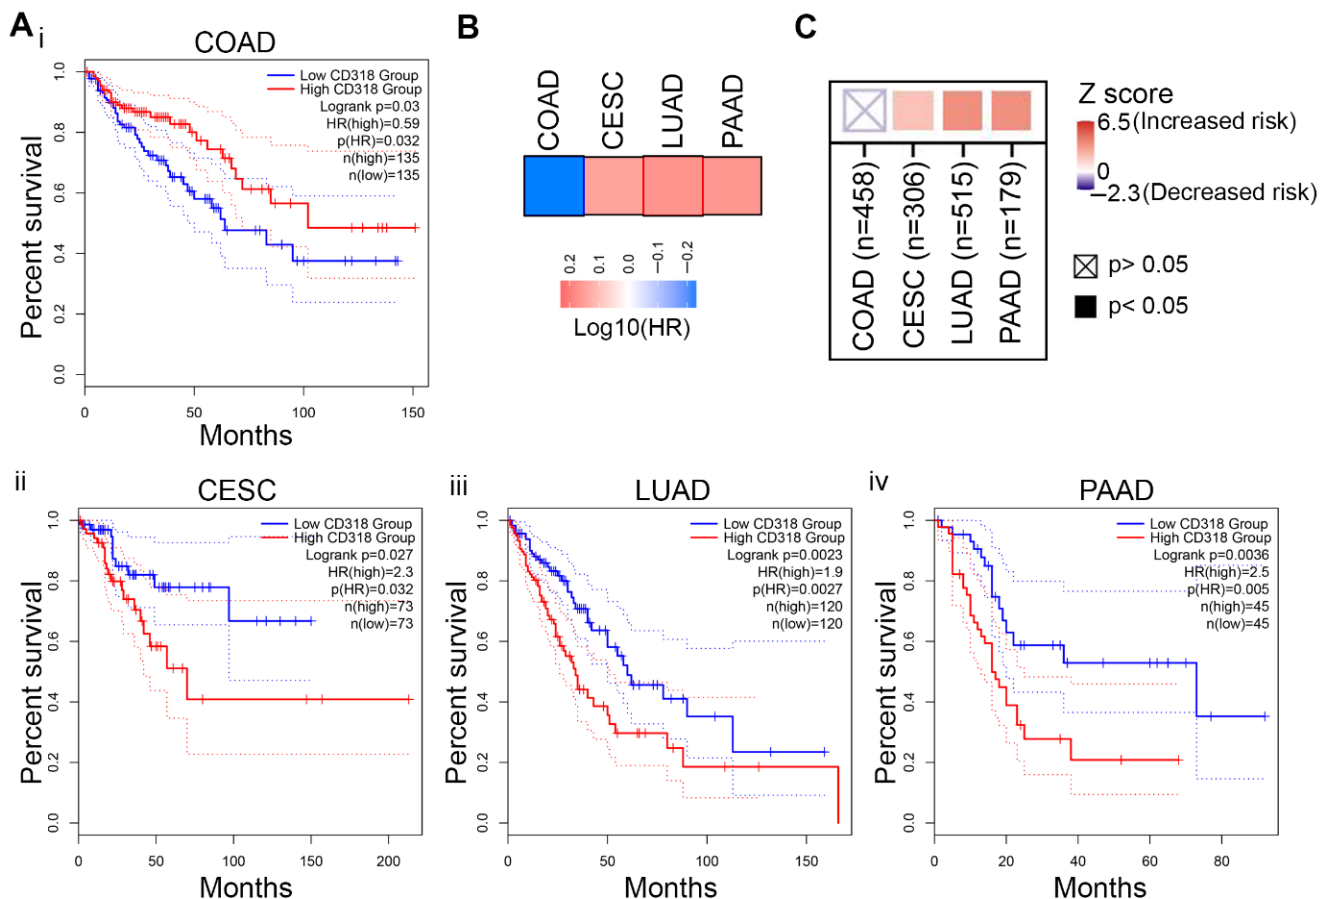 A
i
COAD
Low CD318 Group
High CD318 Group
Logrank p=0.03
HR(high)=0.59
p(HR)=0.032
n(high)=135
n(low)=135
Percent survival
1.0
0.8
0.6
0.4
0.2
0.0
0 50 100 150
Months
B
COAD CESC LUAD PAAD
0.2 0.1 0.0 −0.1 −0.2
Log10(HR)
C
COAD (n=458)
CESC (n=306)
LUAD (n=515)
PAAD (n=179)
Z score
6.5(Increased risk)
0
−2.3(Decreased risk)
p> 0.05
p< 0.05
ii
CESC
Low CD318 Group
High CD318 Group
Logrank p=0.027
HR(high)=2.3
p(HR)=0.032
n(high)=73
n(low)=73
Percent survival
1.0
0.8
0.6
0.4
0.2
0.0
0 50 100 150 200
Months
iii
LUAD
Low CD318 Group
High CD318 Group
Logrank p=0.0023
HR(high)=1.9
p(HR)=0.0027
n(high)=120
n(low)=120
Percent survival
1.0
0.8
0.6
0.4
0.2
0.0
0 50 100 150
Months
iv
PAAD
Low CD318 Group
High CD318 Group
Logrank p=0.0036
HR(high)=2.5
p(HR)=0.005
n(high)=45
n(low)=45
Percent survival
1.0
0.8
0.6
0.4
0.2
0.0
0 20 40 60 80
Months